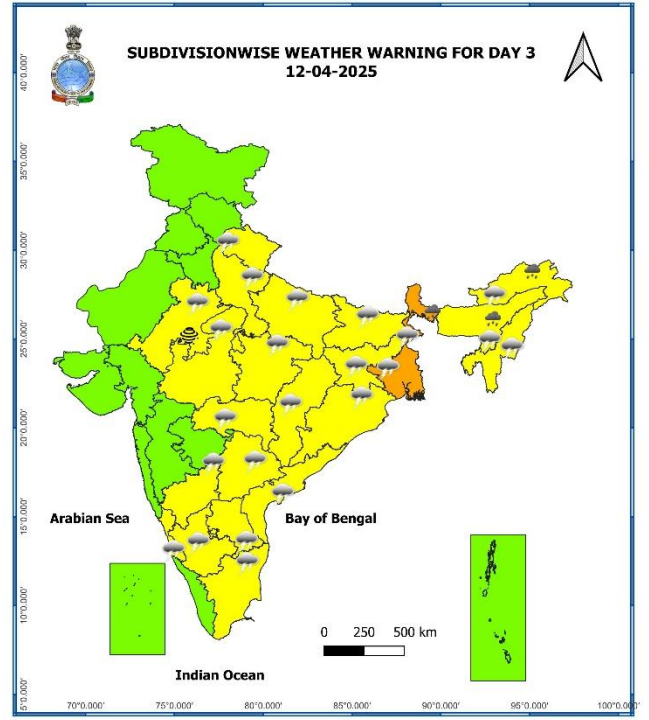 SUBDIVISIONWISE WEATHER WARNING FOR DAY 3
12-04-2025
40°0.000'
35°0.000'
30°0.000'
25°0.000'
20°0.000'
15°0.000'
10°0.000'
5°0.000'
Arabian Sea
Bay of Bengal
0 250 500 km
Indian Ocean
70°0.000' 75°0.000' 80°0.000' 85°0.000' 90°0.000' 95°0.000' 100°0.000'